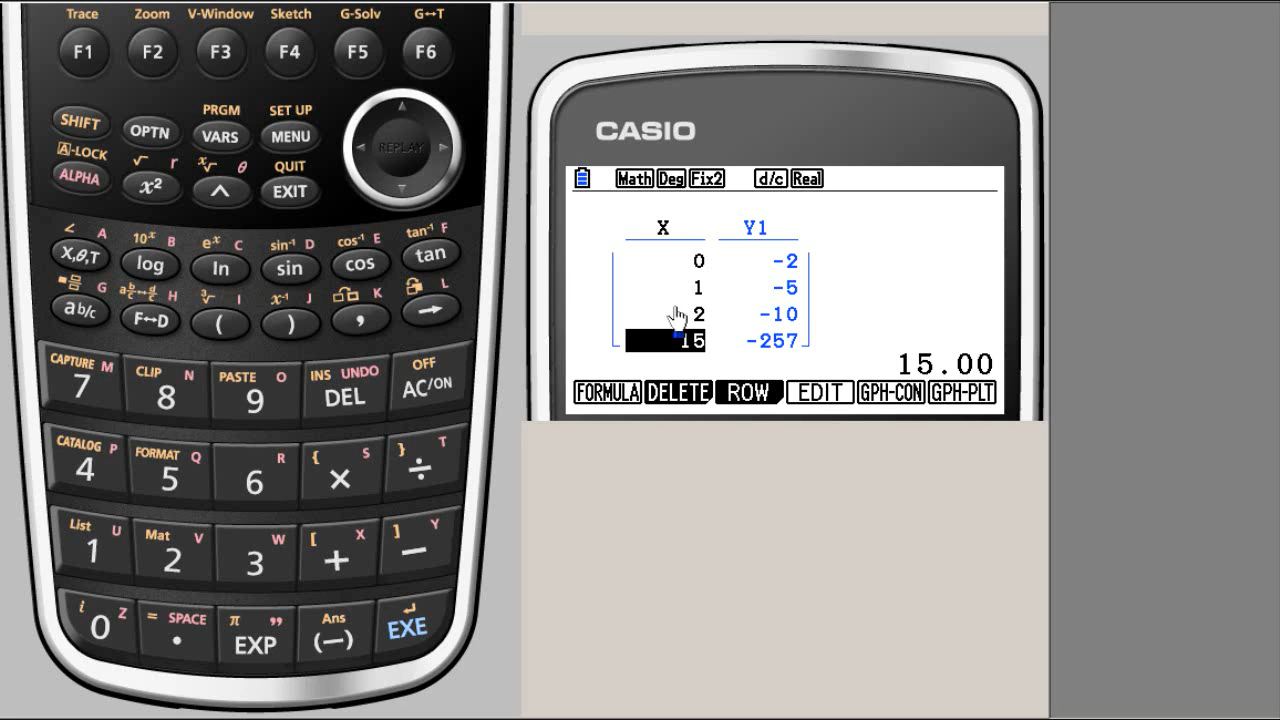 Trace Zoom V-Window Sketch G-Solv G↔T
F1 F2 F3 F4 F5 F6
PRGM SET UP
SHIFT OPTN VARS MENU REPLAY
A-LOCK √ r x√ θ QUIT
ALPHA x² ^ EXIT
∠ A 10ˣ B eˣ C sin⁻¹ D cos⁻¹ E tan⁻¹ F
X,θ,T log ln sin cos tan
G a b/c↔d/c H ³√ I x⁻¹ J K L
a b/c F↔D ( ) , →
CAPTURE M CLIP N PASTE O INS UNDO OFF
7 8 9 DEL AC/ON
CATALOG P FORMAT Q R { S } T
4 5 6 × ÷
List U Mat V W [ X ] Y
1 2 3 + −
i Z = SPACE π " Ans ↵
0 . EXP (−) EXE
CASIO
Math Deg Fix2 d/c Real
X Y1
0 -2
1 -5
2 -10
15 -257
15.00
FORMULA DELETE ROW EDIT GPH-CON GPH-PLT